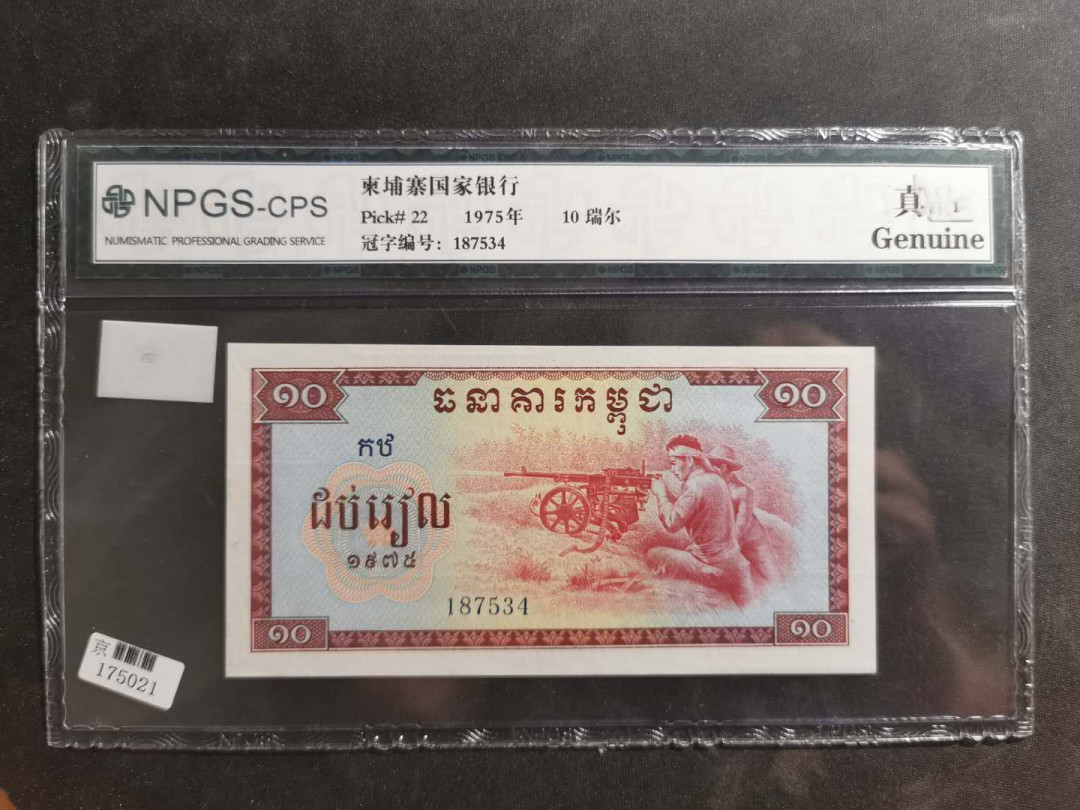 NPGS-CPS
NUMISMATIC PROFESSIONAL GRADING SERVICE
柬埔寨国家银行
Pick# 22 1975年 10 瑞尔
冠字编号：187534
真
Genuine
១០ ធនាគារកម្ពុជា ១០
កឋ
ដប់រៀល
១៩៧៥
187534
១០ ១០
京
175021